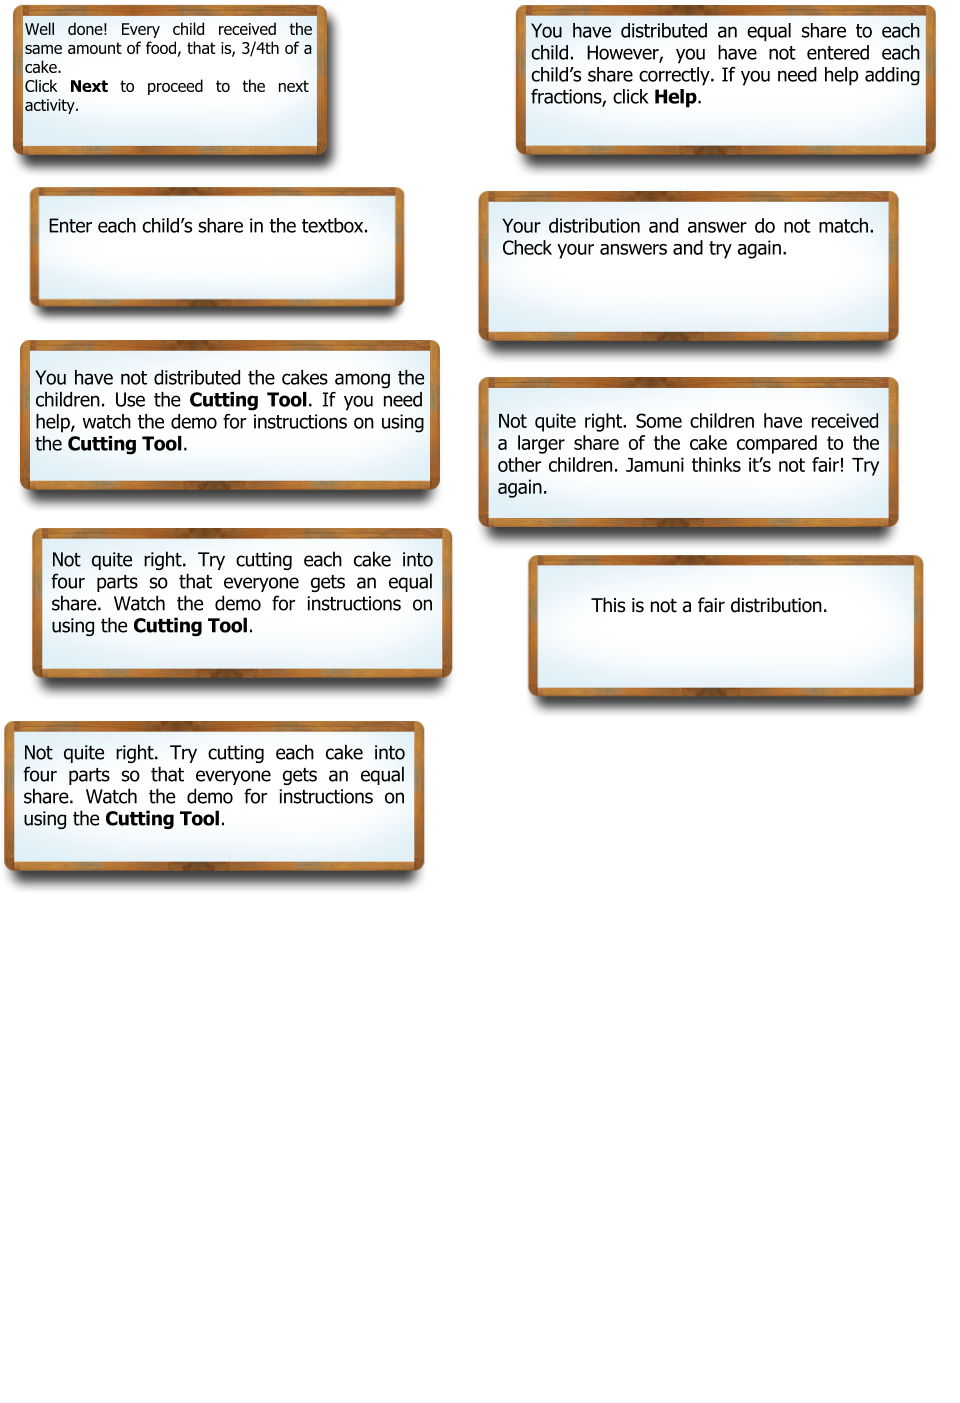 Well done! Every child received the
same amount of food, that is, 3/4th of a
cake.
Click Next to proceed to the next
activity.
You have distributed an equal share to each
child. However, you have not entered each
child’s share correctly. If you need help adding
fractions, click Help.
Enter each child’s share in the textbox.
Your distribution and answer do not match.
Check your answers and try again.
You have not distributed the cakes among the
children. Use the Cutting Tool. If you need
help, watch the demo for instructions on using
the Cutting Tool.
Not quite right. Some children have received
a larger share of the cake compared to the
other children. Jamuni thinks it’s not fair! Try
again.
Not quite right. Try cutting each cake into
four parts so that everyone gets an equal
share. Watch the demo for instructions on
using the Cutting Tool.
This is not a fair distribution.
Not quite right. Try cutting each cake into
four parts so that everyone gets an equal
share. Watch the demo for instructions on
using the Cutting Tool.